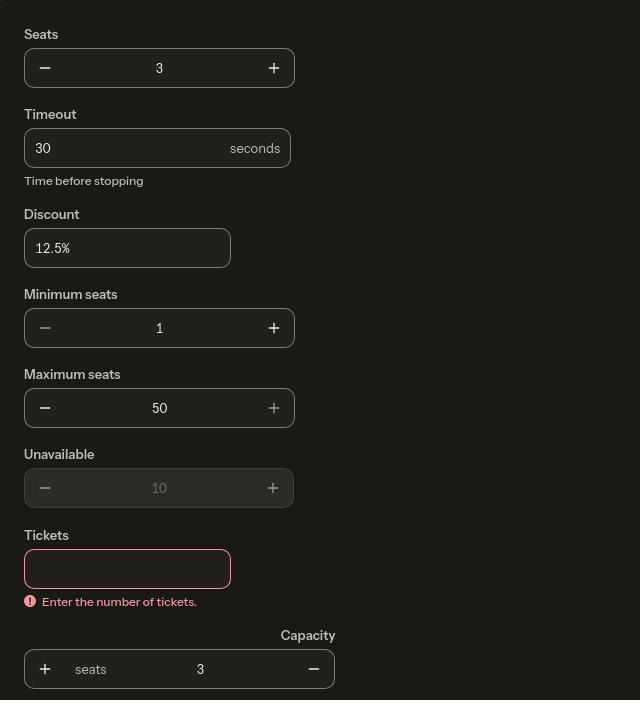 Seats
− 3 +
Timeout
30 seconds
Time before stopping
Discount
12.5%
Minimum seats
− 1 +
Maximum seats
− 50 +
Unavailable
− 10 +
Tickets
Enter the number of tickets.
Capacity
+ seats 3 −